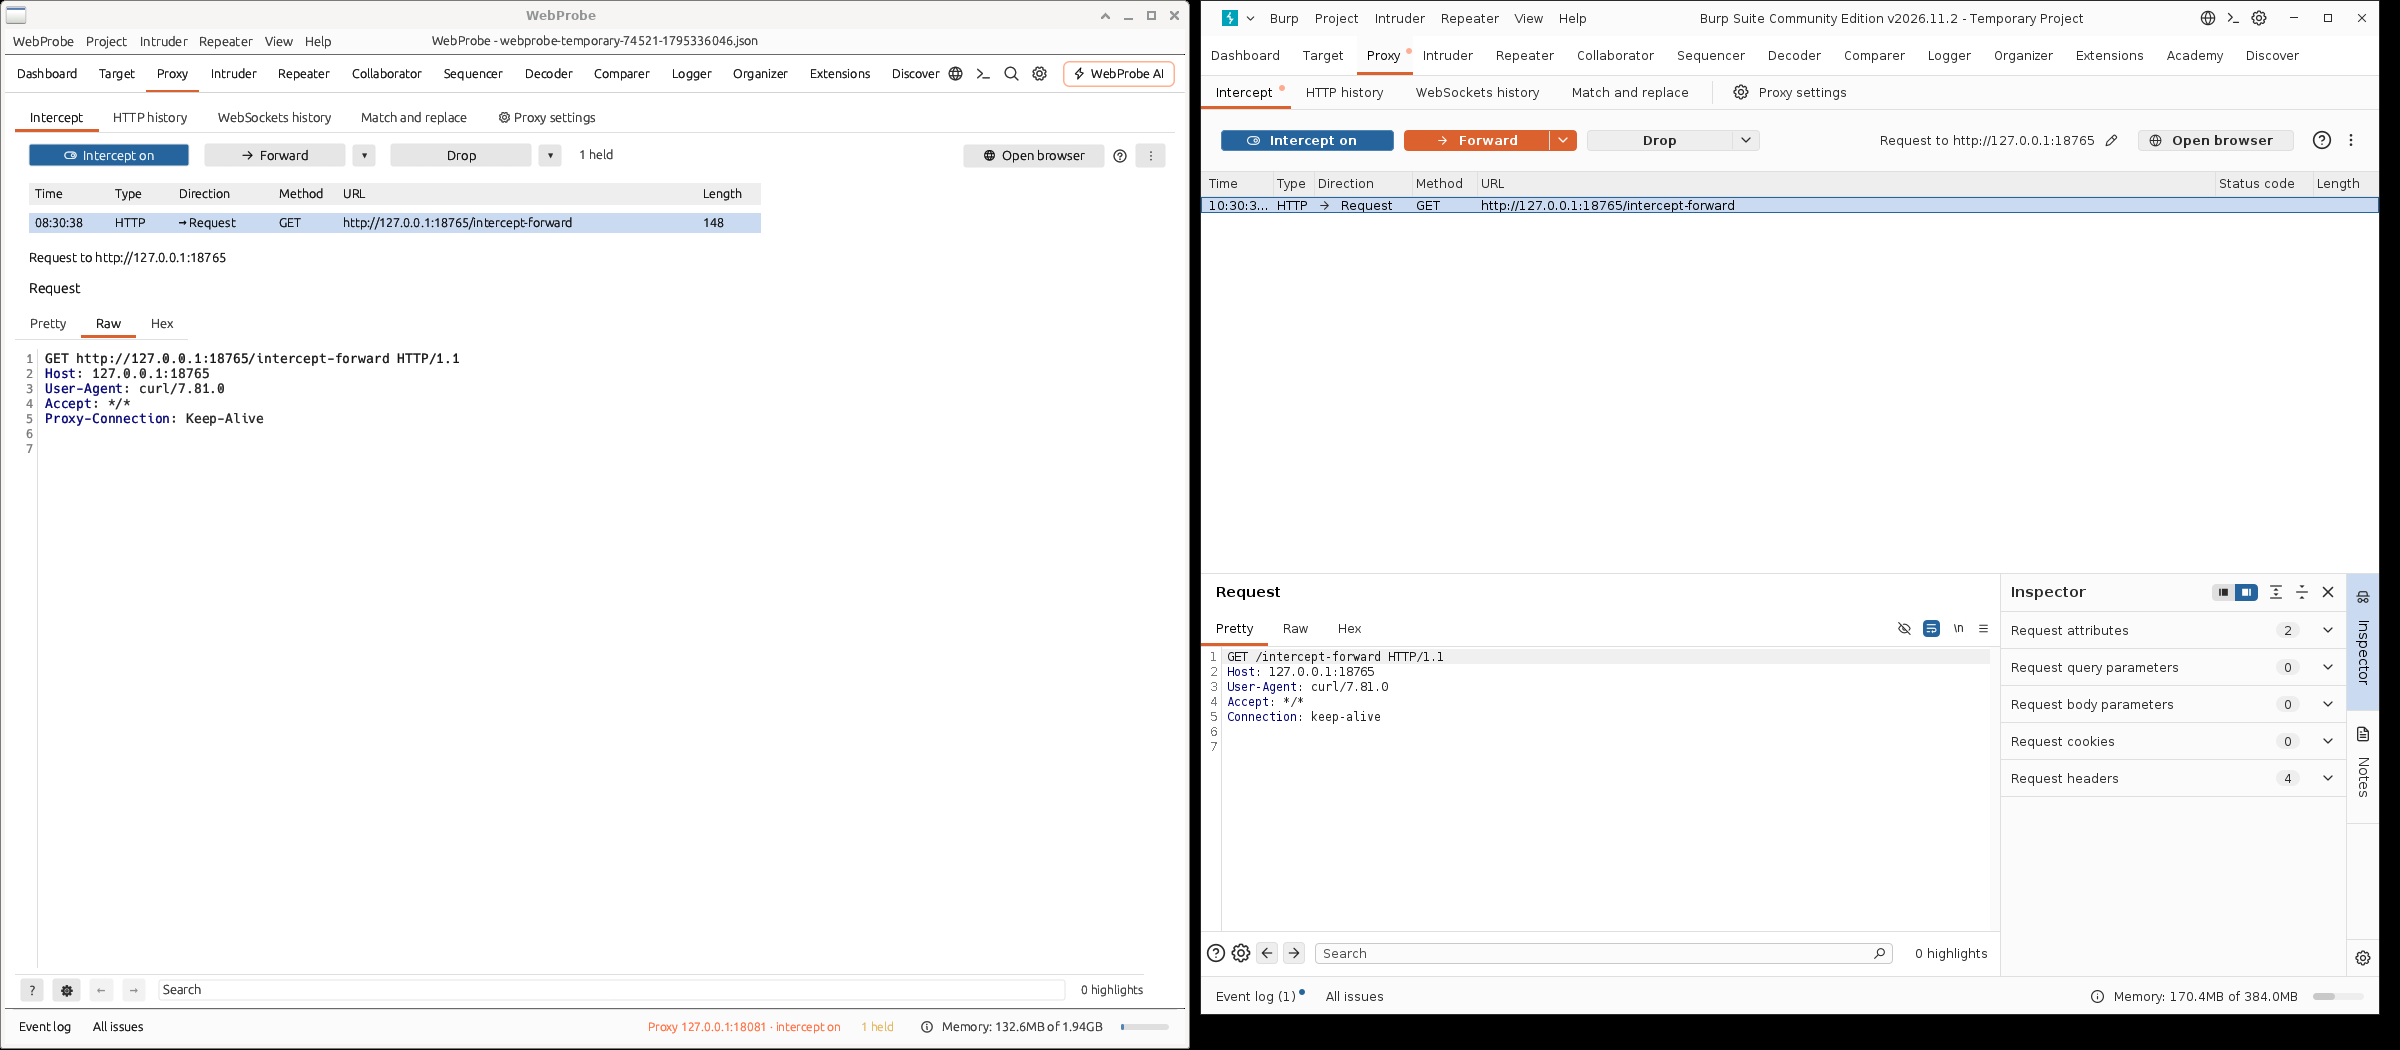 WebProbe
WebProbe Project Intruder Repeater View Help WebProbe - webprobe-temporary-74521-1795336046.json
Dashboard Target Proxy Intruder Repeater Collaborator Sequencer Decoder Comparer Logger Organizer Extensions Discover WebProbe AI
Intercept HTTP history WebSockets history Match and replace Proxy settings
Intercept on → Forward Drop 1 held Open browser
Time Type Direction Method URL Length
08:30:38 HTTP → Request GET http://127.0.0.1:18765/intercept-forward 148
Request to http://127.0.0.1:18765
Request
Pretty Raw Hex
1 GET http://127.0.0.1:18765/intercept-forward HTTP/1.1
2 Host: 127.0.0.1:18765
3 User-Agent: curl/7.81.0
4 Accept: */*
5 Proxy-Connection: Keep-Alive
6
7
? ← → Search 0 highlights
Event log All issues Proxy 127.0.0.1:18081 · intercept on 1 held Memory: 132.6MB of 1.94GB
Burp Project Intruder Repeater View Help Burp Suite Community Edition v2026.11.2 - Temporary Project
Dashboard Target Proxy Intruder Repeater Collaborator Sequencer Decoder Comparer Logger Organizer Extensions Academy Discover
Intercept HTTP history WebSockets history Match and replace Proxy settings
Intercept on → Forward Drop Request to http://127.0.0.1:18765 Open browser
Time Type Direction Method URL Status code Length
10:30:3... HTTP → Request GET http://127.0.0.1:18765/intercept-forward
Request
Pretty Raw Hex \n
1 GET /intercept-forward HTTP/1.1
2 Host: 127.0.0.1:18765
3 User-Agent: curl/7.81.0
4 Accept: */*
5 Connection: keep-alive
6
7
Search 0 highlights
Inspector
Request attributes 2
Request query parameters 0
Request body parameters 0
Request cookies 0
Request headers 4
Inspector
Notes
Event log (1) All issues Memory: 170.4MB of 384.0MB